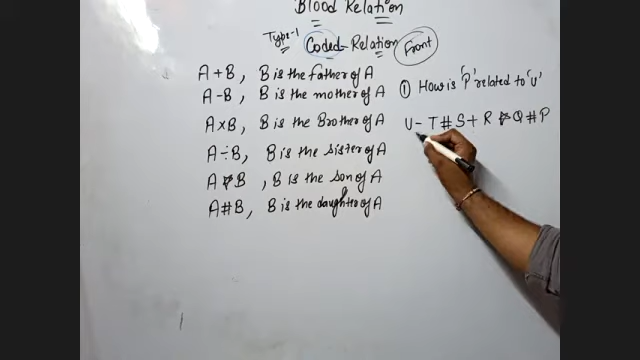 Blood Relation
Type-1
Coded-Relation
Front
A+B, B is the father of A
A-B, B is the mother of A
A×B, B is the Brother of A
A÷B, B is the sister of A
A B, B is the son of A
A#B, B is the daughter of A
① How is 'P' related to 'U'
U- T # S + R Q # P